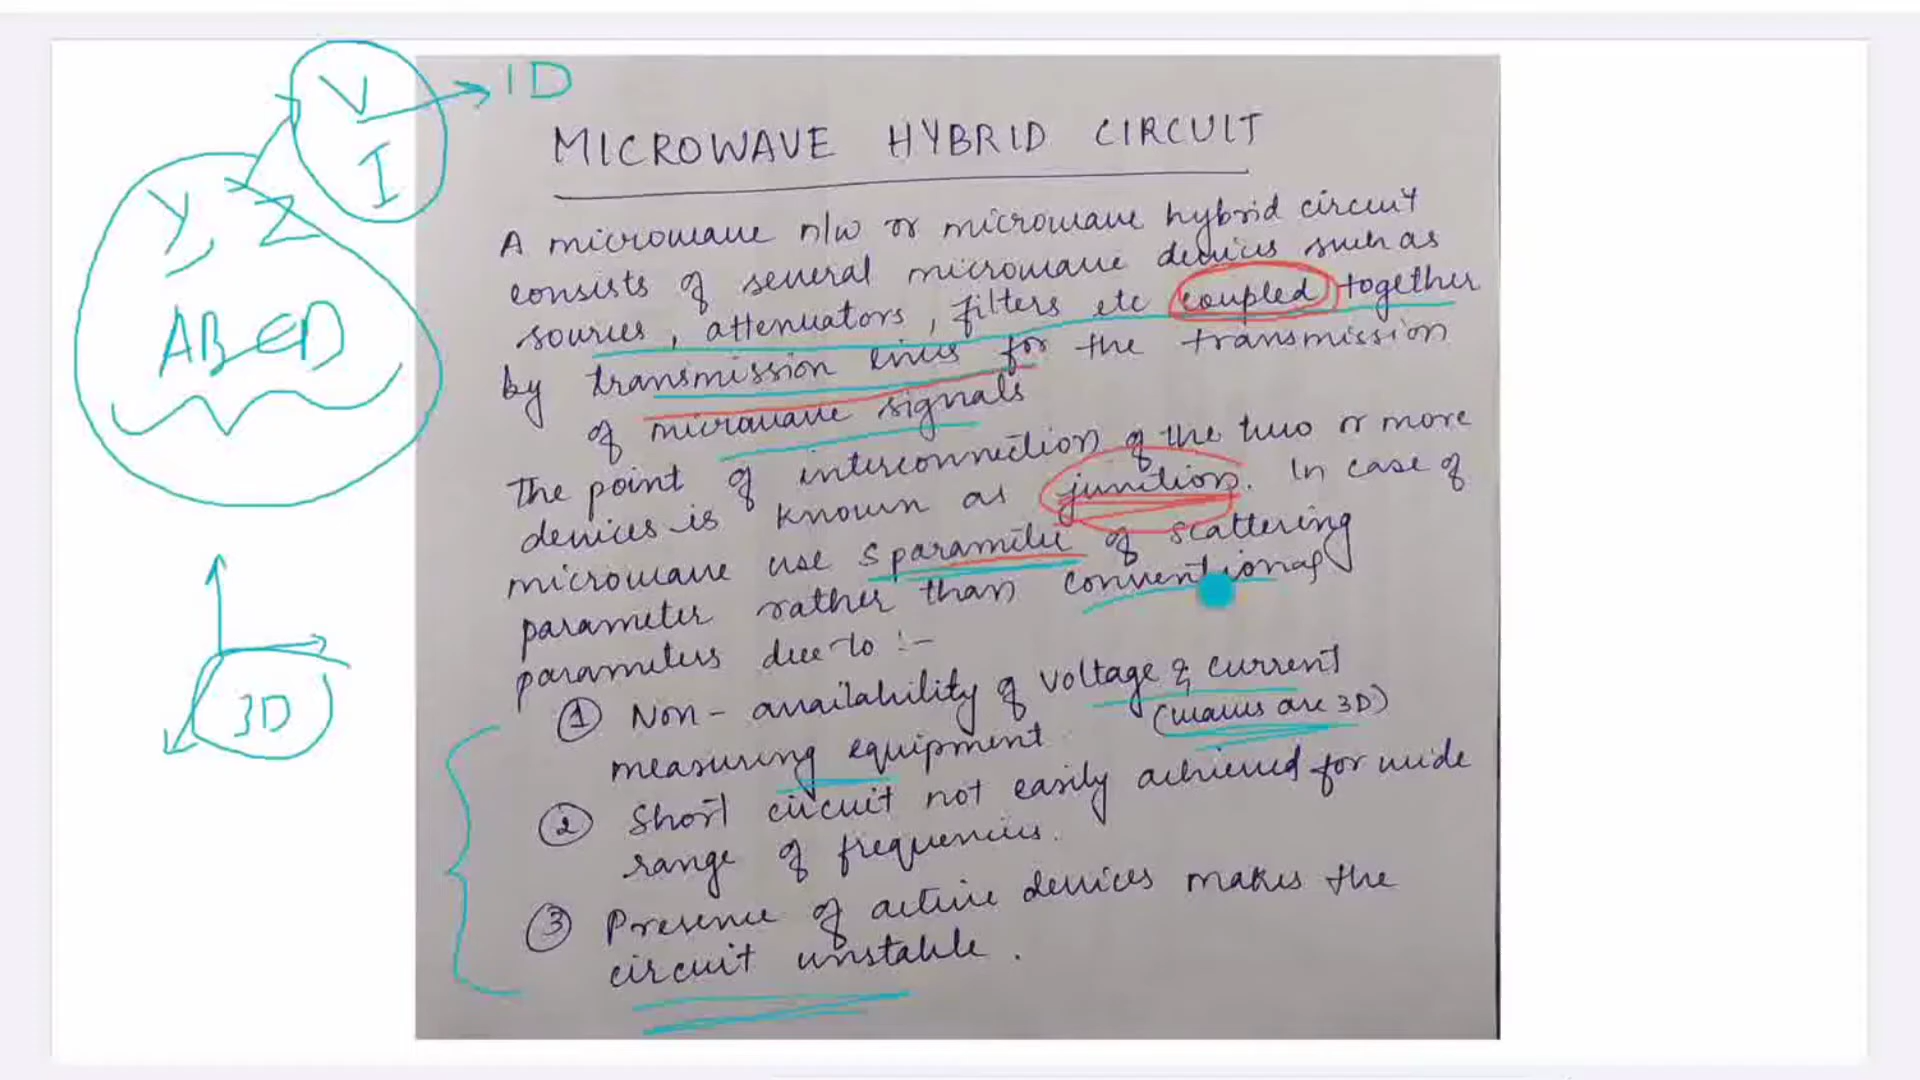 V
I
1D
Y, Z
ABCD
3D
MICROWAVE HYBRID CIRCUIT
A microwave n/w or microwave hybrid circuit
consists of several microwave devices such as
sources, attenuators, filters etc coupled together
by transmission lines for the transmission
of microwave signals
The point of interconnection of the two or more
devices is known as junction. In case of
microwave use s parameter of scattering
parameter rather than conventional
parameters due to :-
① Non-availability of voltage & current
measuring equipment. (waves are 3D)
② Short circuit not easily achieved for wide
range of frequencies.
③ Presence of active devices makes the
circuit unstable.